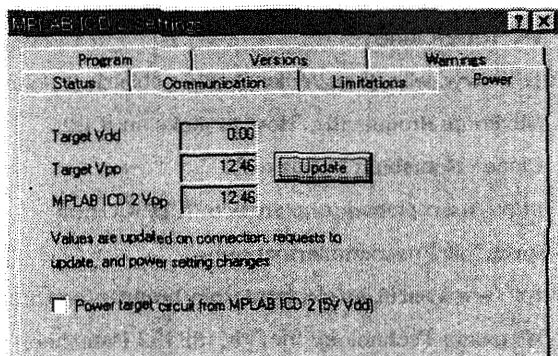 MPLAB ICD 2 Settings
Program Versions Warnings
Status Communication Limitations Power
Target Vdd 0.00
Target Vpp 12.46 Update
MPLAB ICD 2 Vpp 12.46
Values are updated on connection, requests to
update, and power setting changes
Power target circuit from MPLAB ICD 2 (5V Vdd)